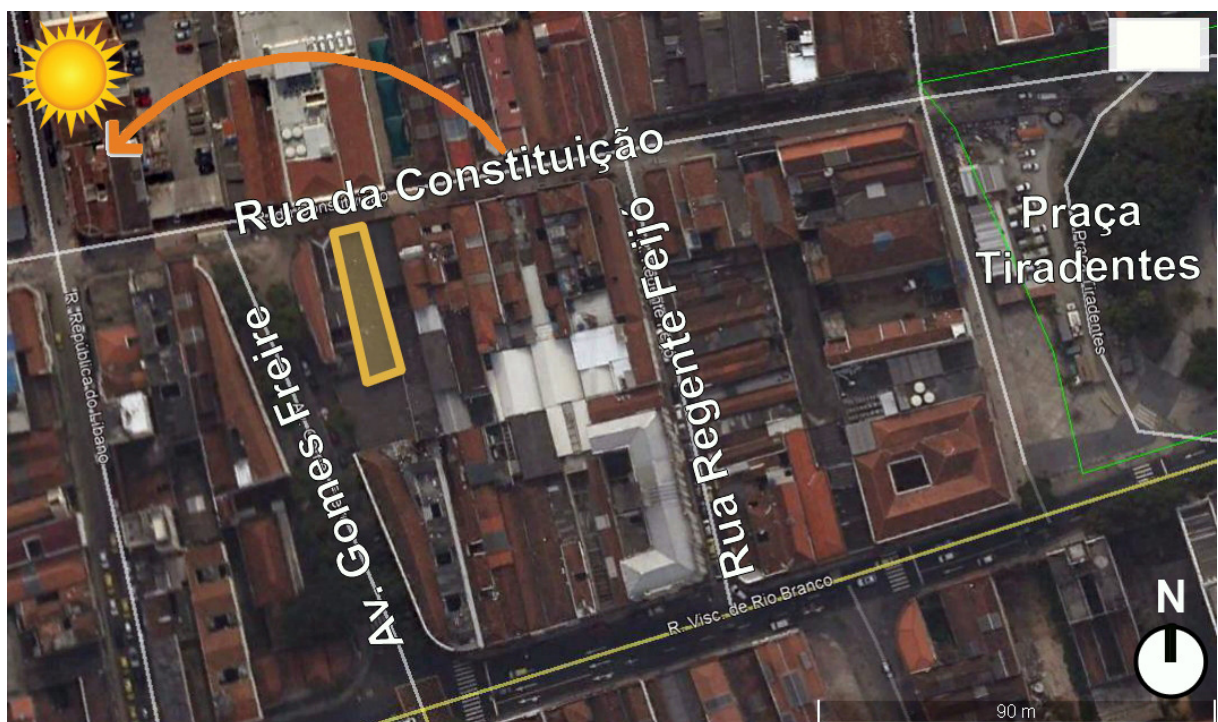 Rua da Constituição
Praça
Tiradentes
Rua Regente Feijó
Av. Gomes Freire
R. República do Líbano
Praça Tiradentes
R. Visc. de Rio Branco
N
90 m